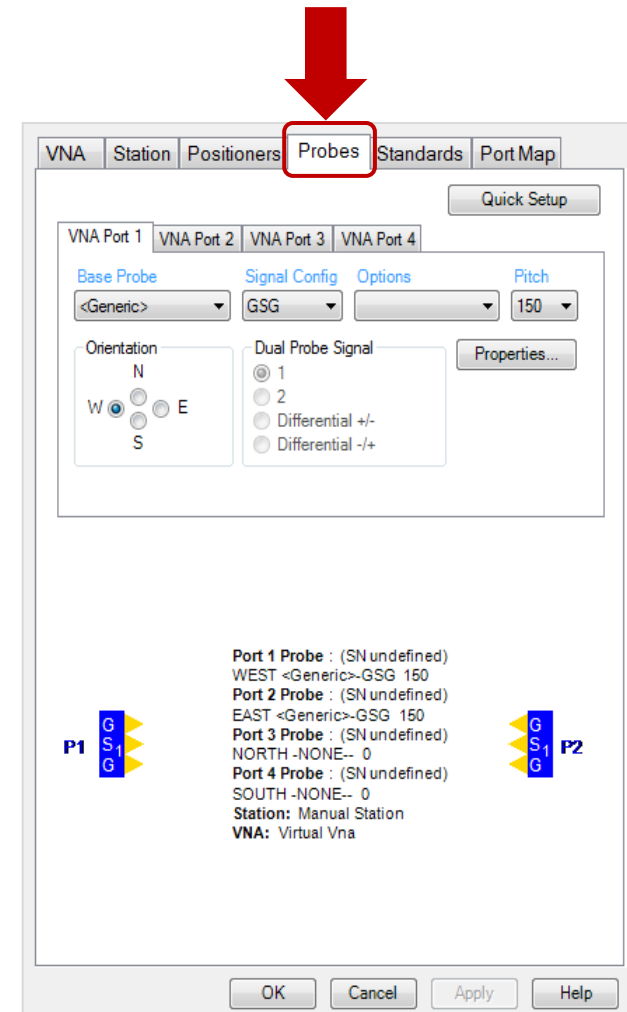 VNA Station Positioners Probes Standards Port Map
Quick Setup
VNA Port 1 VNA Port 2 VNA Port 3 VNA Port 4
Base Probe Signal Config Options Pitch
<Generic> GSG 150
Orientation Dual Probe Signal Properties...
N 1
W E 2
Differential +/-
S Differential -/+
Port 1 Probe : (SN undefined)
WEST <Generic>-GSG 150
Port 2 Probe : (SN undefined)
EAST <Generic>-GSG 150
Port 3 Probe : (SN undefined)
NORTH -NONE-- 0
Port 4 Probe : (SN undefined)
SOUTH -NONE-- 0
Station: Manual Station
VNA: Virtual Vna
G
P1 S1
G
G
S1 P2
G
OK Cancel Apply Help